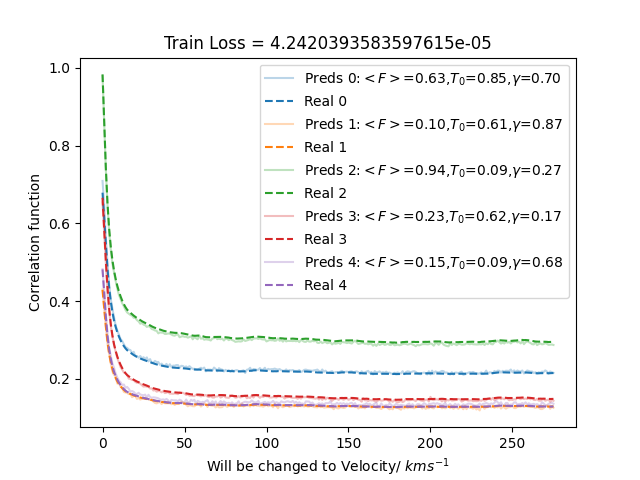 Train Loss = 4.2420393583597615e-05
Preds 0: <F>=0.63,T₀=0.85,γ=0.70
Real 0
Preds 1: <F>=0.10,T₀=0.61,γ=0.87
Real 1
Preds 2: <F>=0.94,T₀=0.09,γ=0.27
Real 2
Preds 3: <F>=0.23,T₀=0.62,γ=0.17
Real 3
Preds 4: <F>=0.15,T₀=0.09,γ=0.68
Real 4
Correlation function
1.0
0.8
0.6
0.4
0.2
0 50 100 150 200 250
Will be changed to Velocity/ kms⁻¹